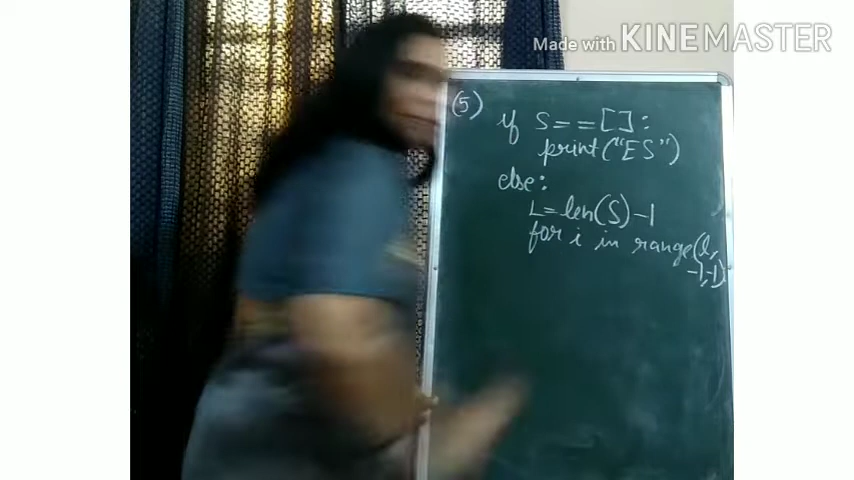 Made with KINEMASTER
(5)
if S==[]:
print("ES")
else:
L=len(S)-1
for i in range(l,
-1,-1)